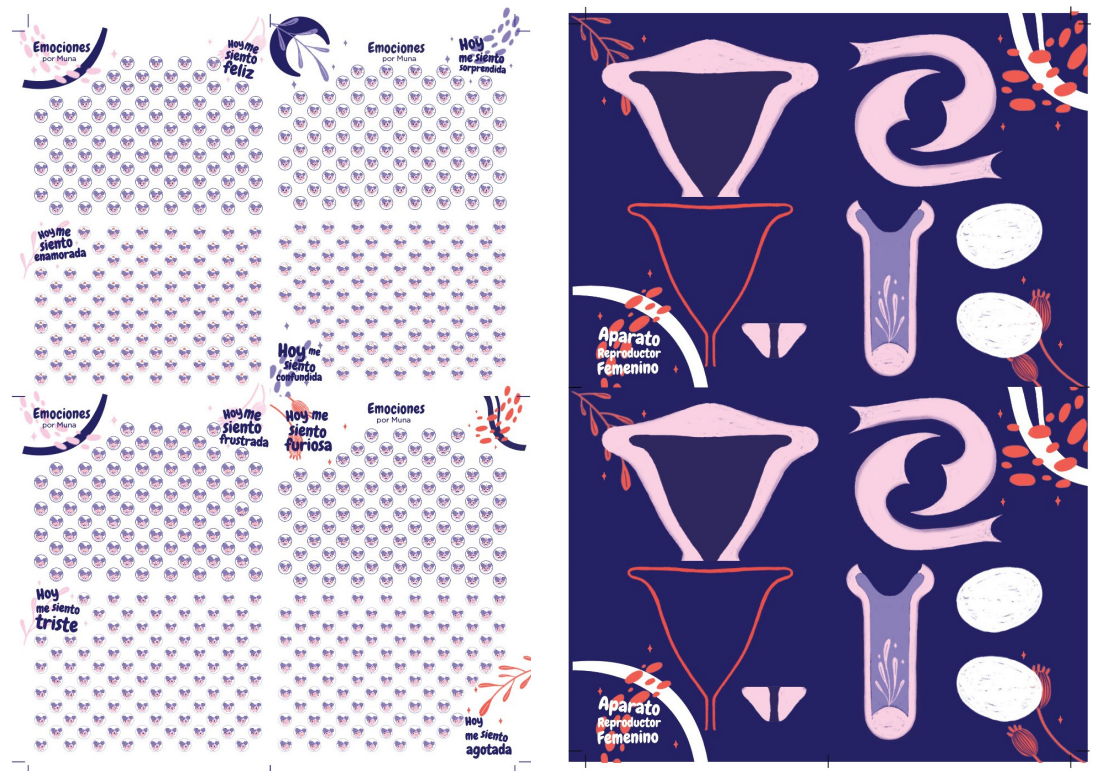 Emociones
por Muna
Hoy me
siento
feliz
Emociones
por Muna
Hoy
me siento
sorprendida
Hoy me
siento
enamorada
Hoy me
siento
confundida
Emociones
por Muna
Hoy me
siento
frustrada
Hoy me
siento
furiosa
Emociones
por Muna
Hoy
me siento
triste
Hoy
me siento
agotada
Aparato
Reproductor
Femenino
Aparato
Reproductor
Femenino